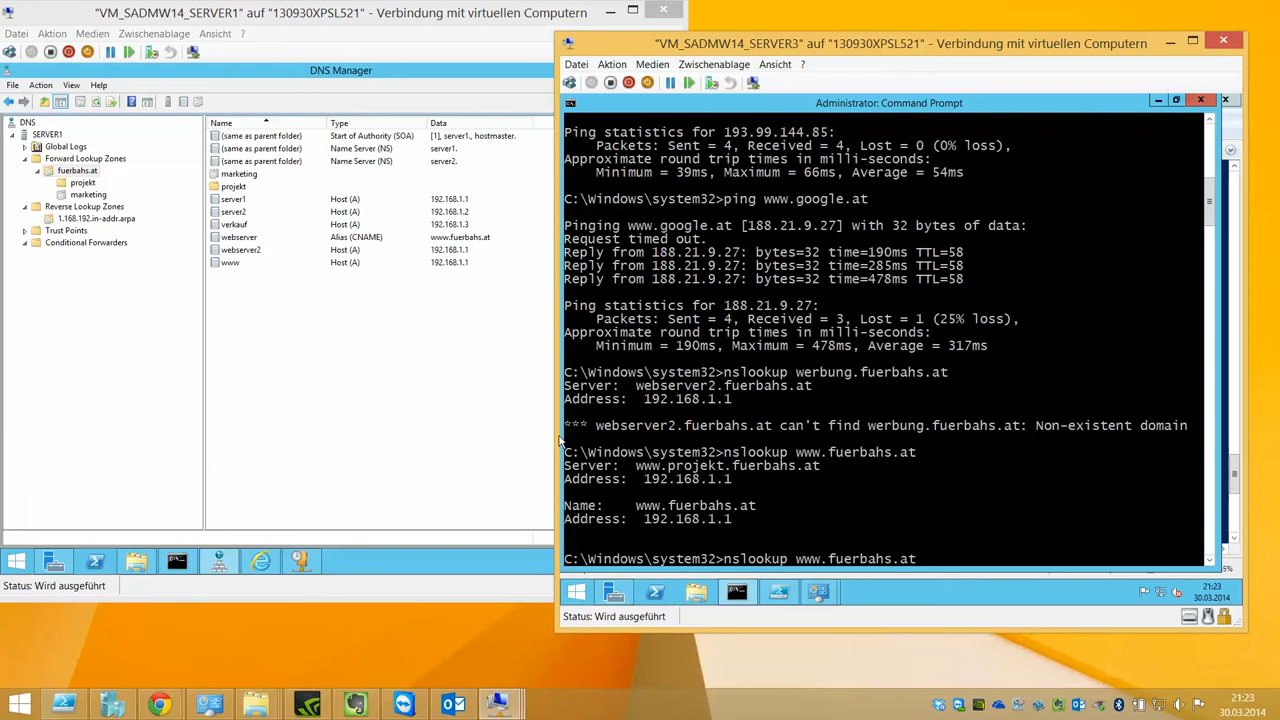 "VM_SADMW14_SERVER1" auf "130930XPSL521" - Verbindung mit virtuellen Computern
Datei Aktion Medien Zwischenablage Ansicht ?
DNS Manager
File Action View Help
DNS
SERVER1
Global Logs
Forward Lookup Zones
fuerbahs.at
projekt
marketing
Reverse Lookup Zones
1.168.192.in-addr.arpa
Trust Points
Conditional Forwarders
Name Type Data
(same as parent folder) Start of Authority (SOA) [1], server1., hostmaster.
(same as parent folder) Name Server (NS) server1.
(same as parent folder) Name Server (NS) server2.
marketing
projekt
server1 Host (A) 192.168.1.1
server2 Host (A) 192.168.1.2
verkauf Host (A) 192.168.1.3
webserver Alias (CNAME) www.fuerbahs.at
webserver2 Host (A) 192.168.1.1
www Host (A) 192.168.1.1
Status: Wird ausgeführt
"VM_SADMW14_SERVER3" auf "130930XPSL521" - Verbindung mit virtuellen Computern
Datei Aktion Medien Zwischenablage Ansicht ?
Administrator: Command Prompt
Ping statistics for 193.99.144.85:
Packets: Sent = 4, Received = 4, Lost = 0 (0% loss),
Approximate round trip times in milli-seconds:
Minimum = 39ms, Maximum = 66ms, Average = 54ms
C:\Windows\system32>ping www.google.at
Pinging www.google.at [188.21.9.27] with 32 bytes of data:
Request timed out.
Reply from 188.21.9.27: bytes=32 time=190ms TTL=58
Reply from 188.21.9.27: bytes=32 time=285ms TTL=58
Reply from 188.21.9.27: bytes=32 time=478ms TTL=58
Ping statistics for 188.21.9.27:
Packets: Sent = 4, Received = 3, Lost = 1 (25% loss),
Approximate round trip times in milli-seconds:
Minimum = 190ms, Maximum = 478ms, Average = 317ms
C:\Windows\system32>nslookup werbung.fuerbahs.at
Server: webserver2.fuerbahs.at
Address: 192.168.1.1
*** webserver2.fuerbahs.at can't find werbung.fuerbahs.at: Non-existent domain
C:\Windows\system32>nslookup www.fuerbahs.at
Server: www.projekt.fuerbahs.at
Address: 192.168.1.1
Name: www.fuerbahs.at
Address: 192.168.1.1
C:\Windows\system32>nslookup www.fuerbahs.at
21:23
30.03.2014
Status: Wird ausgeführt
21:23
30.03.2014